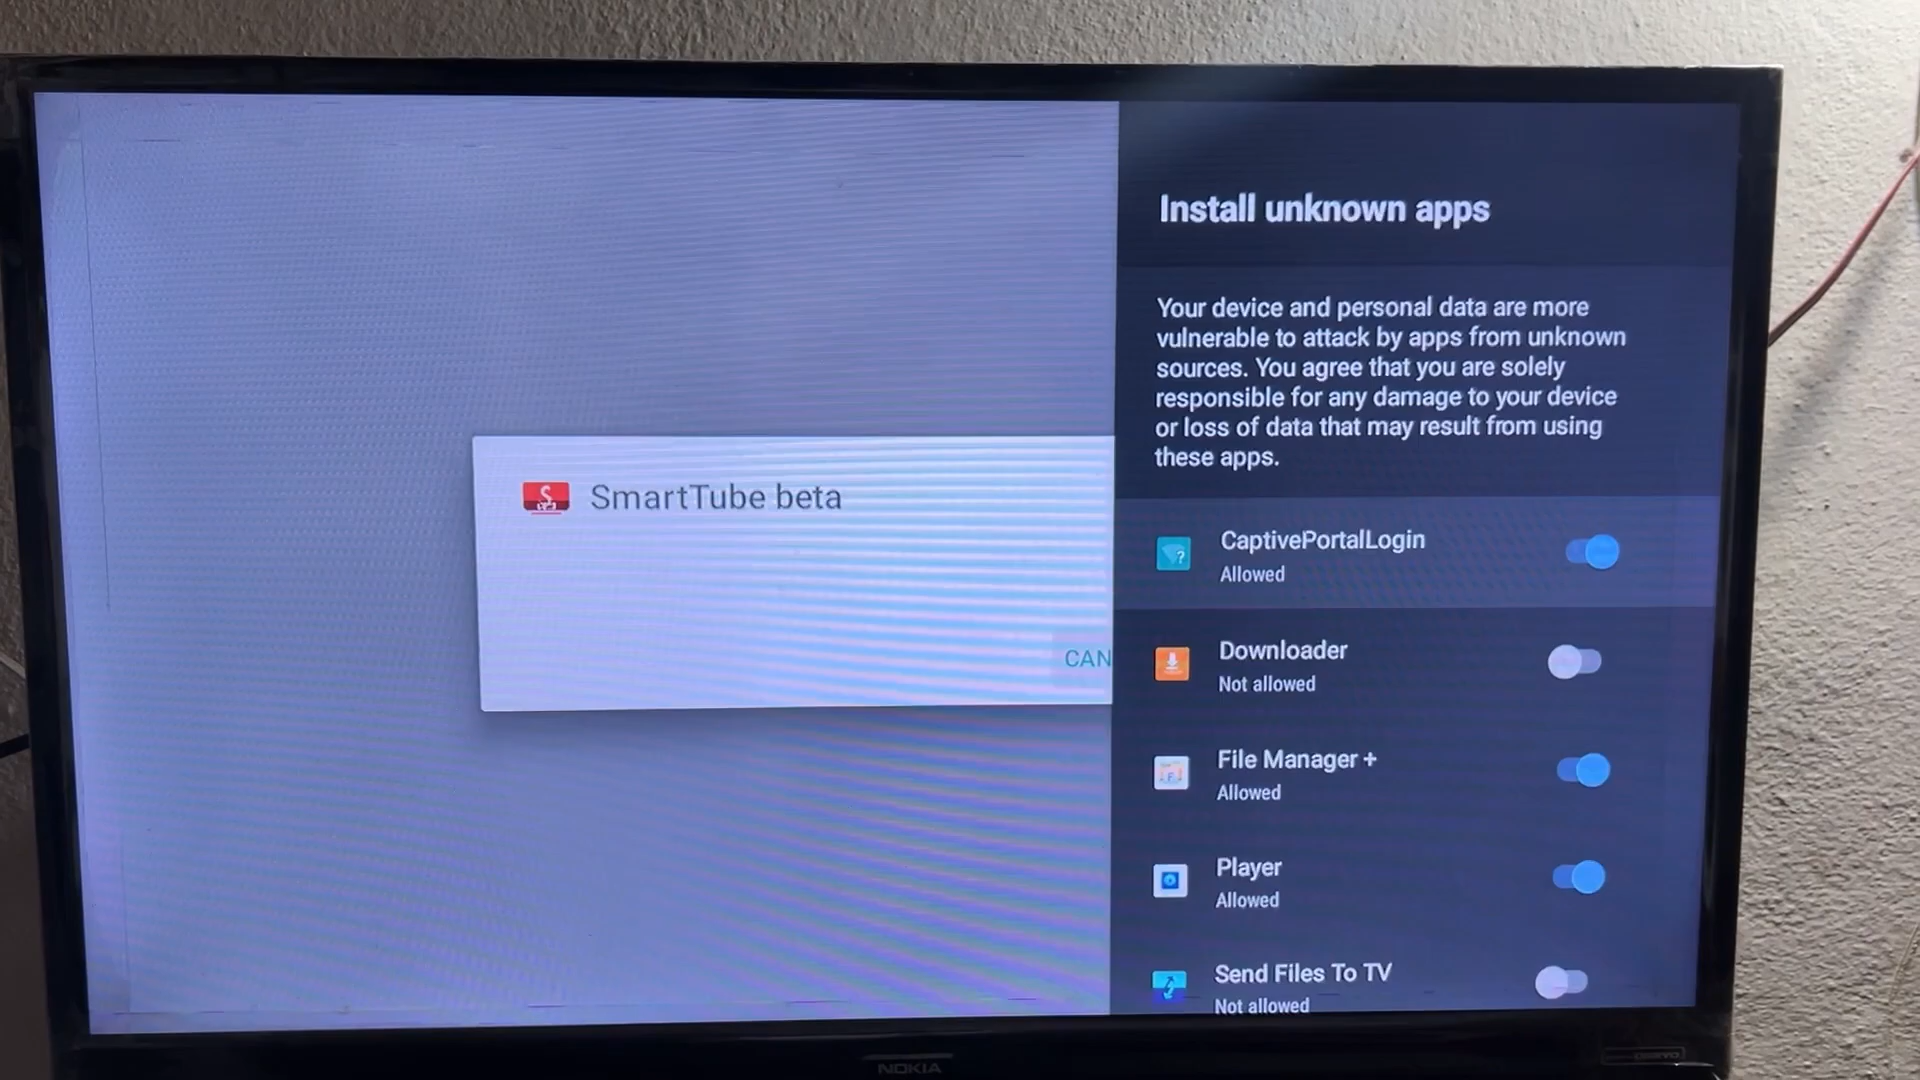 SmartTube beta
CAN
Install unknown apps
Your device and personal data are more
vulnerable to attack by apps from unknown
sources. You agree that you are solely
responsible for any damage to your device
or loss of data that may result from using
these apps.
CaptivePortalLogin
Allowed
Downloader
Not allowed
File Manager +
Allowed
Player
Allowed
Send Files To TV
Not allowed
NOKIA